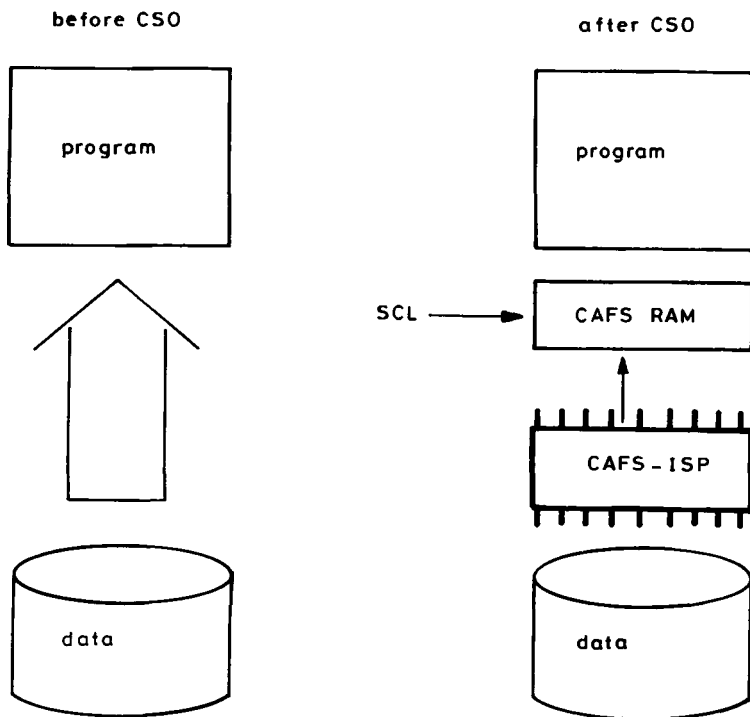 before CSO
program
data
after CSO
program
SCL
CAFS RAM
CAFS-ISP
data